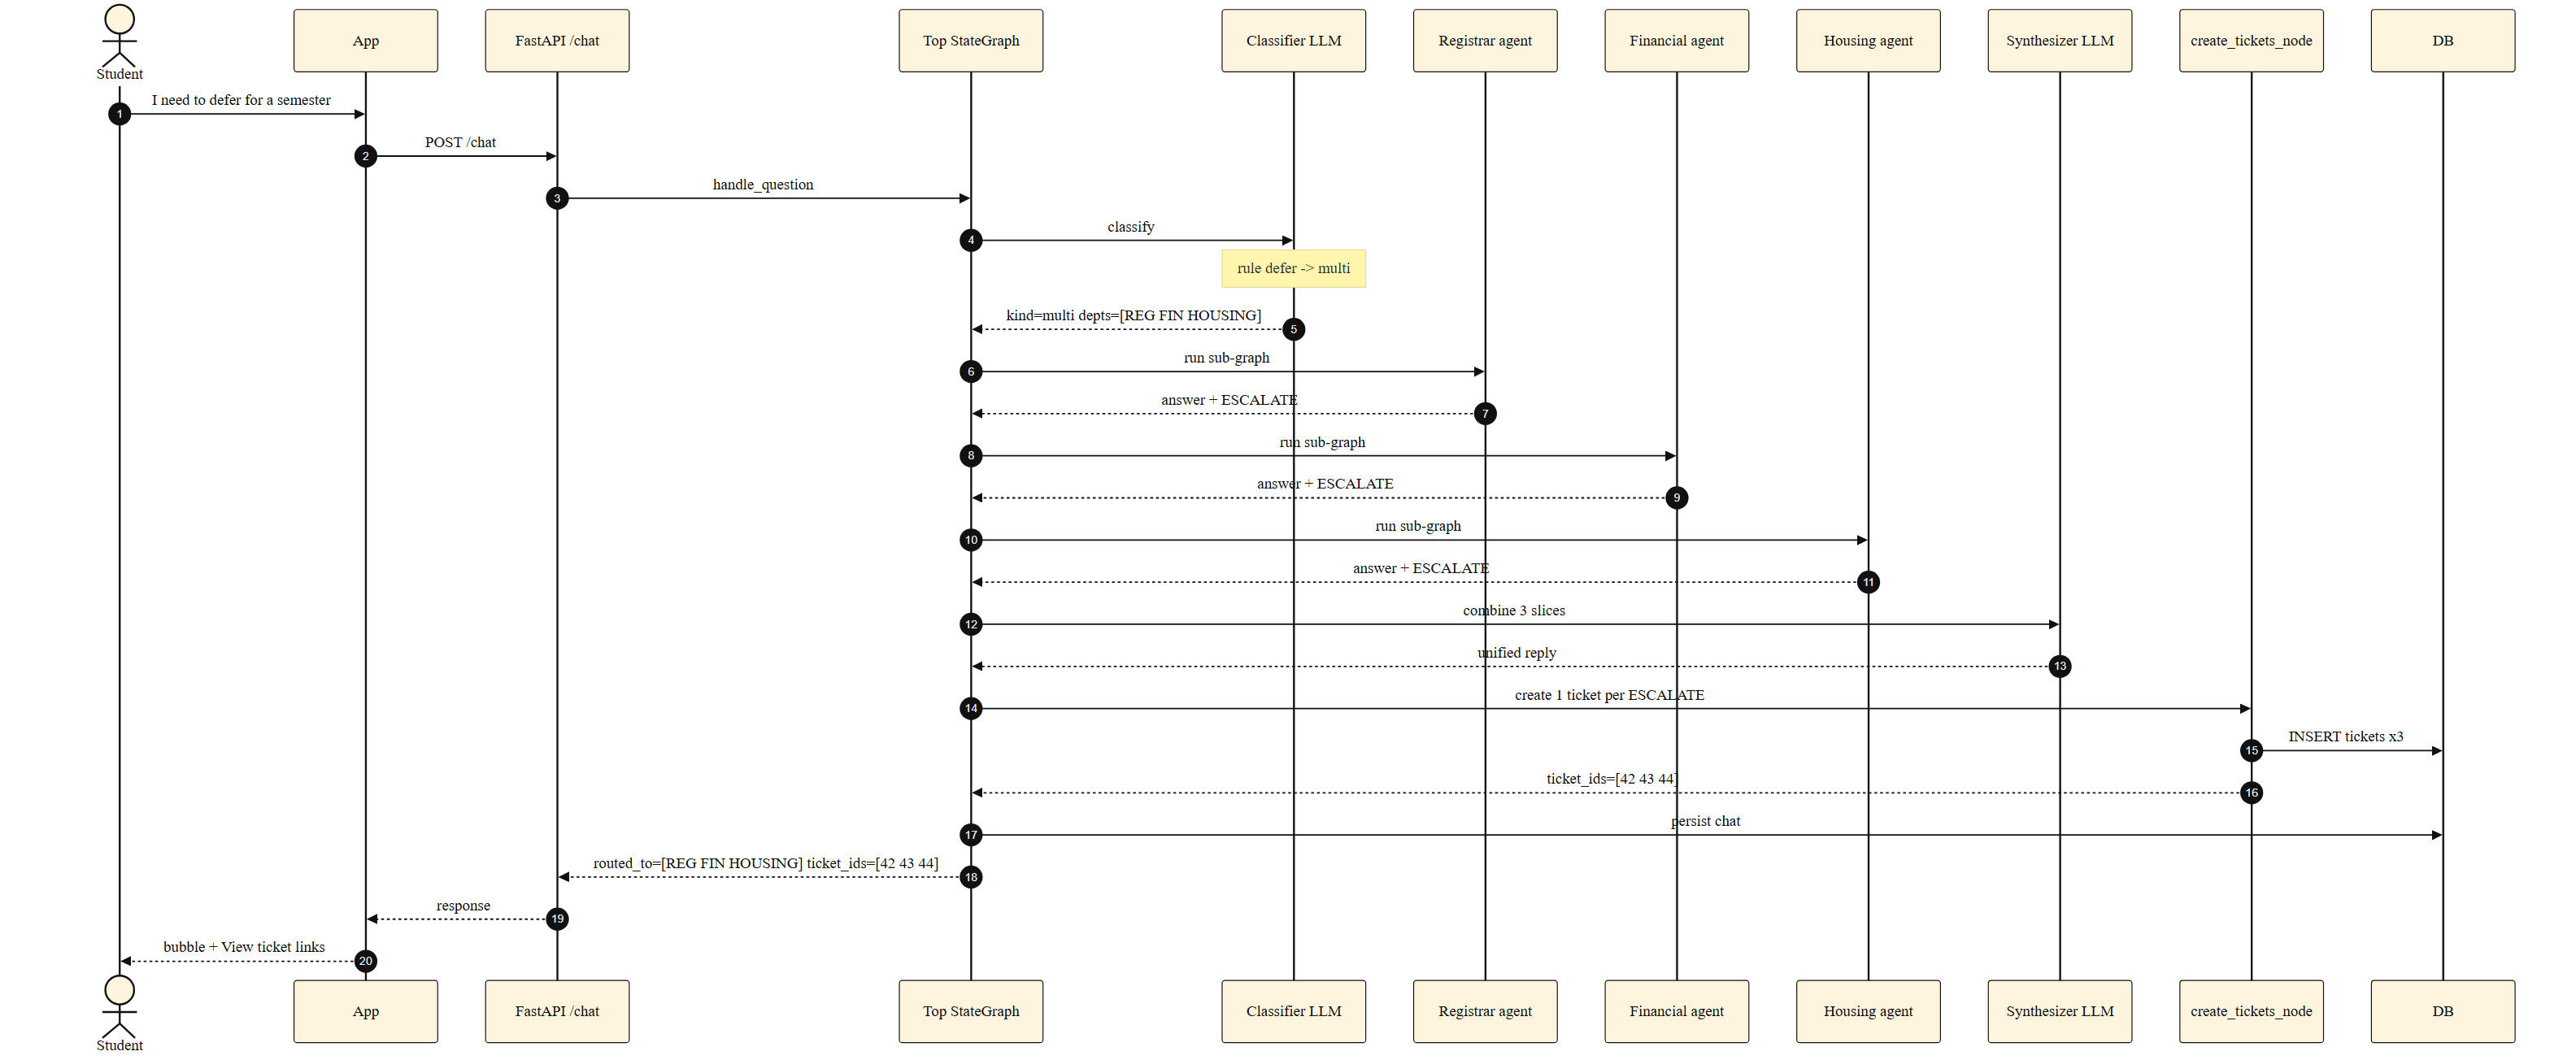 Student
App
FastAPI /chat
Top StateGraph
Classifier LLM
Registrar agent
Financial agent
Housing agent
Synthesizer LLM
create_tickets_node
DB
1
I need to defer for a semester
2
POST /chat
3
handle_question
4
classify
rule defer -> multi
kind=multi depts=[REG FIN HOUSING]
5
6
run sub-graph
answer + ESCALATE
7
8
run sub-graph
answer + ESCALATE
9
10
run sub-graph
answer + ESCALATE
11
12
combine 3 slices
unified reply
13
14
create 1 ticket per ESCALATE
15
INSERT tickets x3
ticket_ids=[42 43 44]
16
17
persist chat
routed_to=[REG FIN HOUSING] ticket_ids=[42 43 44]
18
response
19
bubble + View ticket links
20
Student
App
FastAPI /chat
Top StateGraph
Classifier LLM
Registrar agent
Financial agent
Housing agent
Synthesizer LLM
create_tickets_node
DB